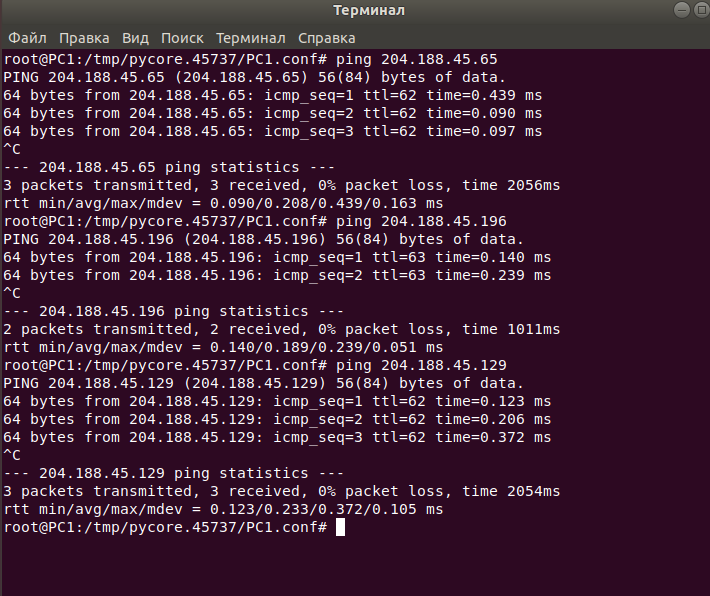 Терминал
Файл Правка Вид Поиск Терминал Справка
root@PC1:/tmp/pycore.45737/PC1.conf# ping 204.188.45.65
PING 204.188.45.65 (204.188.45.65) 56(84) bytes of data.
64 bytes from 204.188.45.65: icmp_seq=1 ttl=62 time=0.439 ms
64 bytes from 204.188.45.65: icmp_seq=2 ttl=62 time=0.090 ms
64 bytes from 204.188.45.65: icmp_seq=3 ttl=62 time=0.097 ms
^C
--- 204.188.45.65 ping statistics ---
3 packets transmitted, 3 received, 0% packet loss, time 2056ms
rtt min/avg/max/mdev = 0.090/0.208/0.439/0.163 ms
root@PC1:/tmp/pycore.45737/PC1.conf# ping 204.188.45.196
PING 204.188.45.196 (204.188.45.196) 56(84) bytes of data.
64 bytes from 204.188.45.196: icmp_seq=1 ttl=63 time=0.140 ms
64 bytes from 204.188.45.196: icmp_seq=2 ttl=63 time=0.239 ms
^C
--- 204.188.45.196 ping statistics ---
2 packets transmitted, 2 received, 0% packet loss, time 1011ms
rtt min/avg/max/mdev = 0.140/0.189/0.239/0.051 ms
root@PC1:/tmp/pycore.45737/PC1.conf# ping 204.188.45.129
PING 204.188.45.129 (204.188.45.129) 56(84) bytes of data.
64 bytes from 204.188.45.129: icmp_seq=1 ttl=62 time=0.123 ms
64 bytes from 204.188.45.129: icmp_seq=2 ttl=62 time=0.206 ms
64 bytes from 204.188.45.129: icmp_seq=3 ttl=62 time=0.372 ms
^C
--- 204.188.45.129 ping statistics ---
3 packets transmitted, 3 received, 0% packet loss, time 2054ms
rtt min/avg/max/mdev = 0.123/0.233/0.372/0.105 ms
root@PC1:/tmp/pycore.45737/PC1.conf#